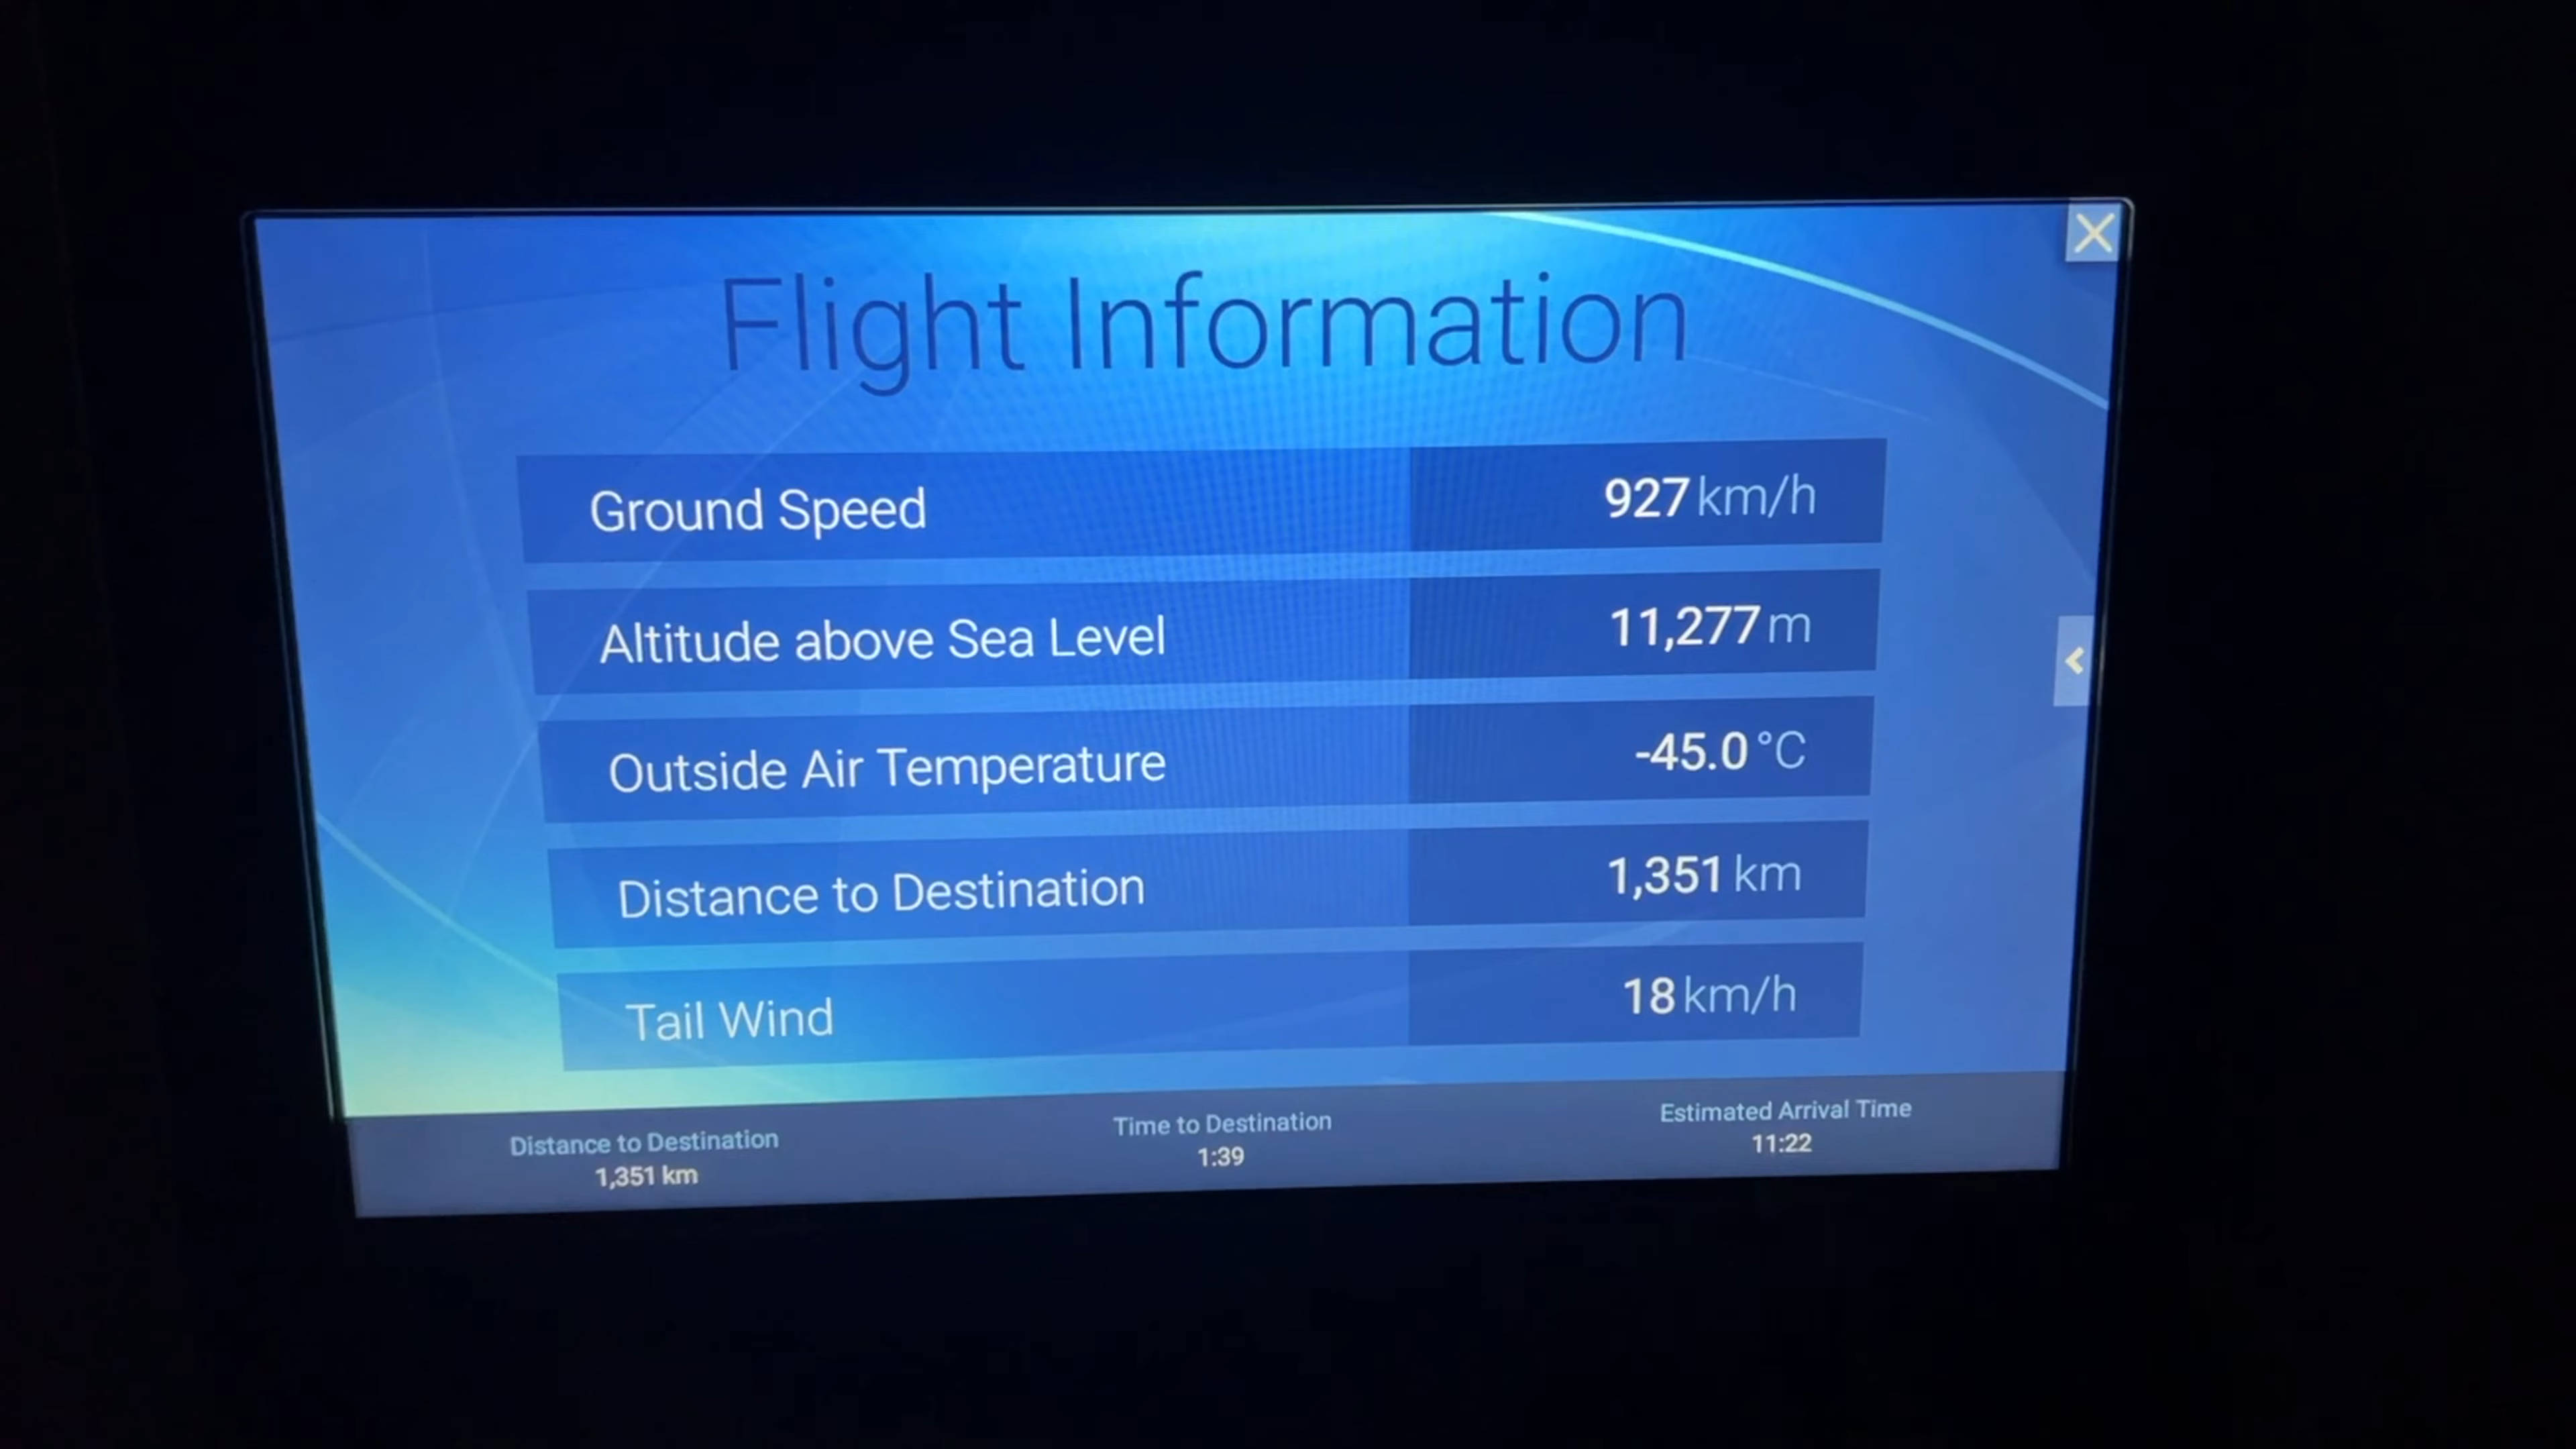 Flight Information
Ground Speed 927 km/h
Altitude above Sea Level 11,277 m
Outside Air Temperature -45.0 °C
Distance to Destination 1,351 km
Tail Wind 18 km/h
Distance to Destination Time to Destination Estimated Arrival Time
1,351 km 1:39 11:22